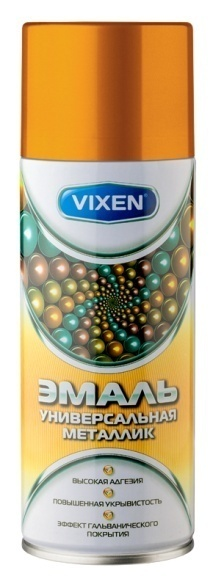 VIXEN
ЭМАЛЬ
УНИВЕРСАЛЬНАЯ
МЕТАЛЛИК
ВЫСОКАЯ АДГЕЗИЯ
ПОВЫШЕННАЯ УКРЫВИСТОСТЬ
ЭФФЕКТ ГАЛЬВАНИЧЕСКОГО
ПОКРЫТИЯ